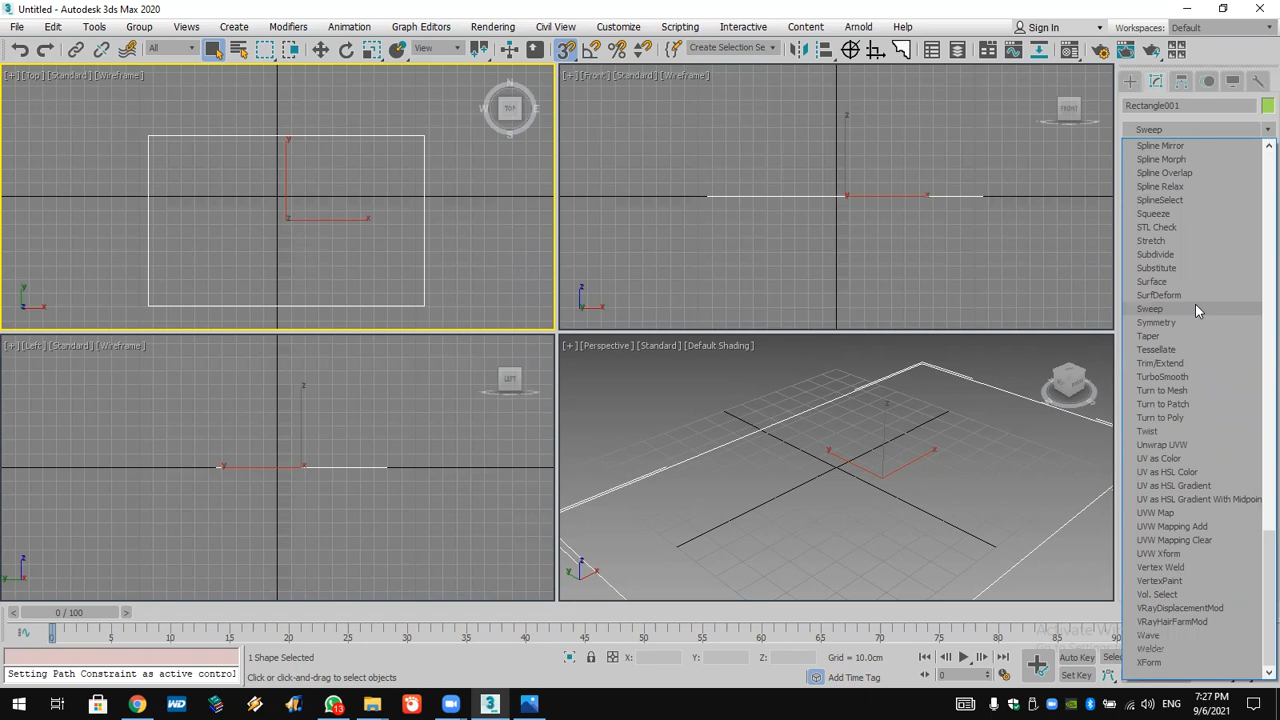 Untitled - Autodesk 3ds Max 2020
File Edit Tools Group Views Create Modifiers Animation Graph Editors Rendering Civil View Customize Scripting Interactive Content Arnold Help Sign In Workspaces: Default
All View Create Selection Se
[+] [Top] [Standard] [Wireframe]
[+] [Front] [Standard] [Wireframe]
N
W TOP E
S
FRONT
y
z x
y x
z
z
x
y
z x
z
x
Rectangle001
Sweep
Spline Mirror
Spline Morph
Spline Overlap
Spline Relax
SplineSelect
Squeeze
STL Check
Stretch
Subdivide
Substitute
Surface
SurfDeform
Sweep
Symmetry
Taper
Tessellate
Trim/Extend
TurboSmooth
Turn to Mesh
Turn to Patch
Turn to Poly
Twist
Unwrap UVW
UV as Color
UV as HSL Color
UV as HSL Gradient
UV as HSL Gradient With Midpoin
UVW Map
UVW Mapping Add
UVW Mapping Clear
UVW Xform
Vertex Weld
VertexPaint
Vol. Select
VRayDisplacementMod
VRayHairFarmMod
Wave
Welder
XForm
[+] [Left] [Standard] [Wireframe]
[+] [Perspective] [Standard] [Default Shading]
LEFT
z
y x
z
y x
z
y x
z
y x
< 0 / 100 >
0 5 10 15 20 25 30 35 40 45 50 55 60 65 70 75 80 85 90
Setting Path Constraint as active control
1 Shape Selected
Click or click-and-drag to select objects
X: Y: Z: Grid = 10.0cm
Add Time Tag
0
Auto Key Selec
Set Key
WD 13 3
ENG
7:27 PM
9/6/2021